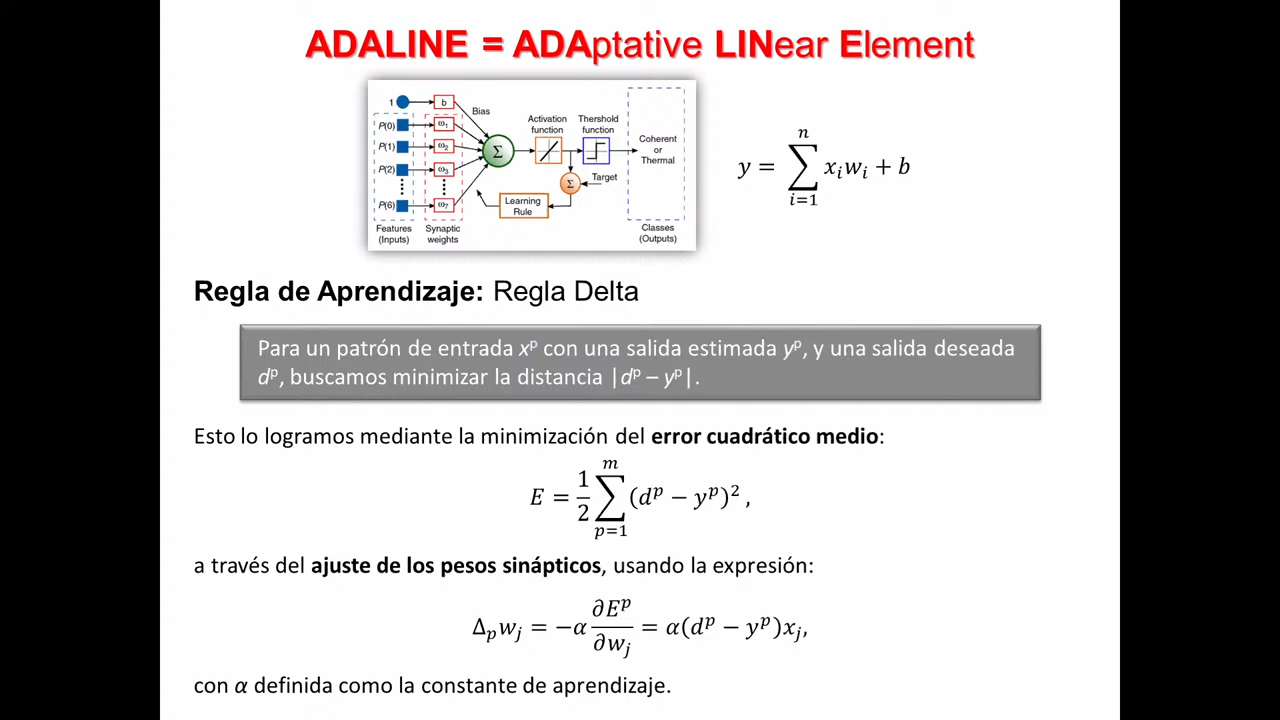 ADALINE = ADAptative LINear Element
1
b
Bias
P(0)
ω1
P(1)
ω2
P(2)
ω3
P(6)
ω7
Σ
Activation
function
Thershold
function
Coherent
or
Thermal
Σ
Target
Learning
Rule
Features
(Inputs)
Synaptic
weights
Classes
(Outputs)
y = ∑_{i=1}^{n} x_i w_i + b
Regla de Aprendizaje: Regla Delta
Para un patrón de entrada x^p con una salida estimada y^p, y una salida deseada
d^p, buscamos minimizar la distancia |d^p – y^p|.
Esto lo logramos mediante la minimización del error cuadrático medio:
E = \frac{1}{2} ∑_{p=1}^{m} (d^p − y^p)^2 ,
a través del ajuste de los pesos sinápticos, usando la expresión:
Δ_p w_j = −α \frac{∂E^p}{∂w_j} = α(d^p − y^p)x_j,
con α definida como la constante de aprendizaje.